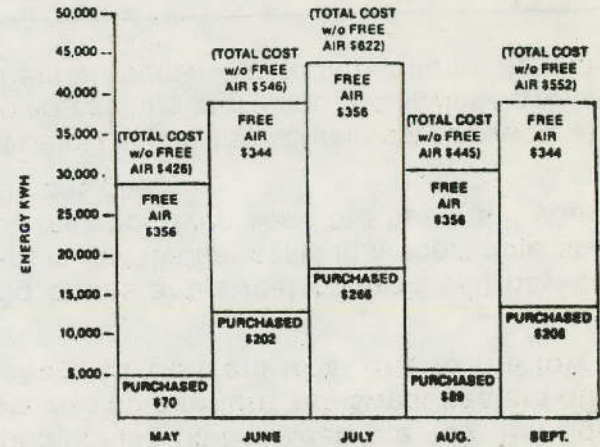 50,000
45,000
40,000
35,000
30,000
25,000
20,000
15,000
10,000
5,000
ENERGY KWH
(TOTAL COST
w/o FREE
AIR $426)
FREE
AIR
$356
PURCHASED
$70
MAY
(TOTAL COST
w/o FREE
AIR $546)
FREE
AIR
$344
PURCHASED
$202
JUNE
(TOTAL COST
w/o FREE
AIR $622)
FREE
AIR
$356
PURCHASED
$266
JULY
(TOTAL COST
w/o FREE
AIR $445)
FREE
AIR
$356
PURCHASED
$89
AUG.
(TOTAL COST
w/o FREE
AIR $552)
FREE
AIR
$344
PURCHASED
$208
SEPT.